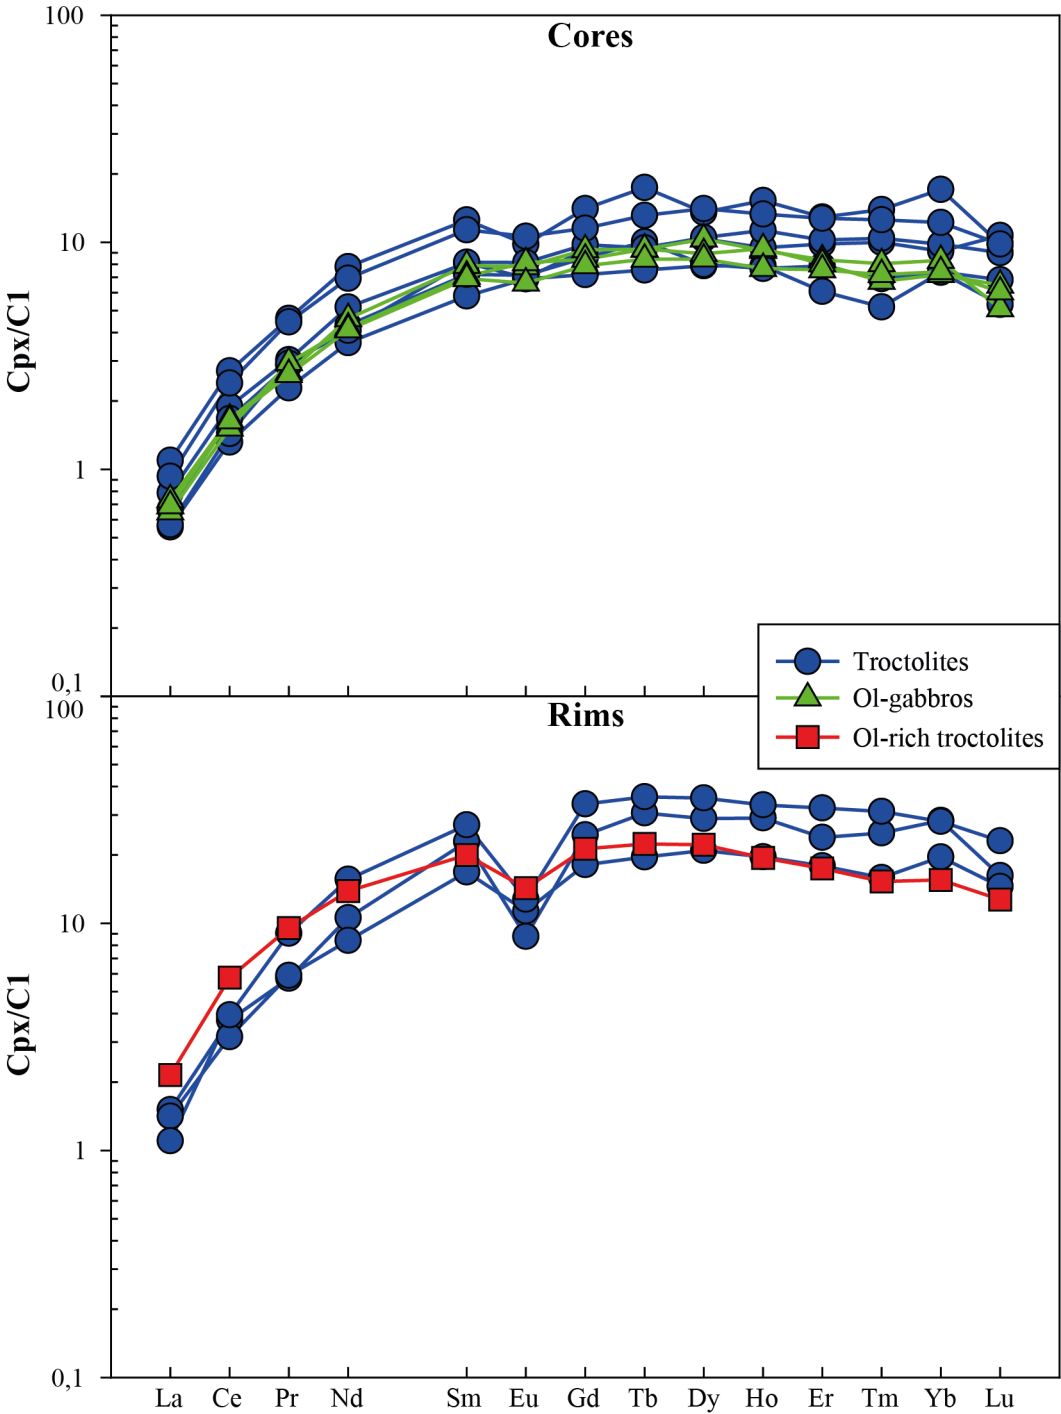 100
Cores
10
Cpx/C1
1
0,1
Troctolites
Ol-gabbros
Ol-rich troctolites
100
Rims
10
Cpx/C1
1
0,1
La Ce Pr Nd Sm Eu Gd Tb Dy Ho Er Tm Yb Lu